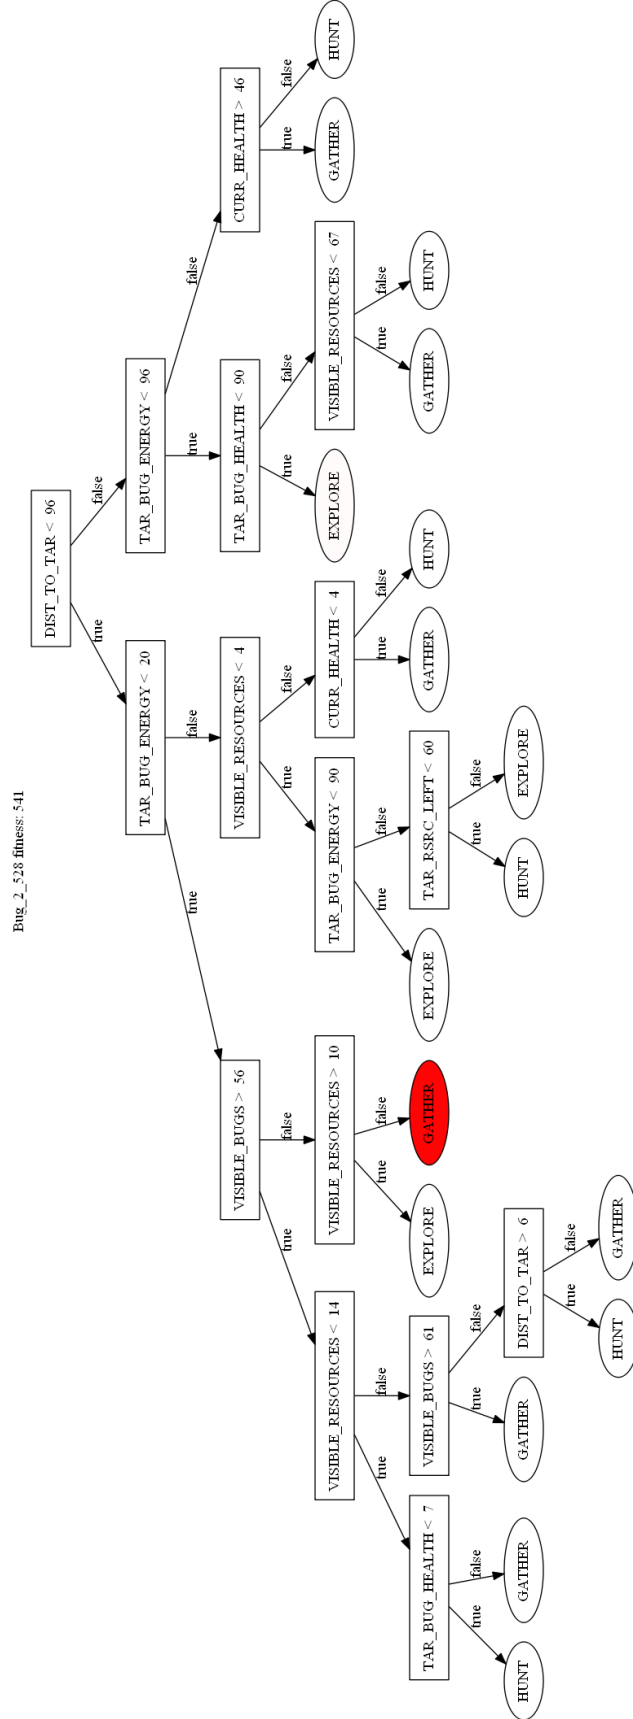 Bug_2_528 fitness: 541
DIST_TO_TAR < 96
true
false
TAR_BUG_ENERGY < 20
TAR_BUG_ENERGY < 96
true
false
true
false
VISIBLE_BUGS > 56
VISIBLE_RESOURCES < 4
TAR_BUG_HEALTH < 90
CURR_HEALTH > 46
true
false
true
false
true
false
true
false
VISIBLE_RESOURCES < 14
VISIBLE_RESOURCES > 10
TAR_BUG_ENERGY < 90
CURR_HEALTH < 4
EXPLORE
VISIBLE_RESOURCES < 67
GATHER
HUNT
true
false
true
false
true
false
true
false
true
false
TAR_BUG_HEALTH < 7
VISIBLE_BUGS > 61
EXPLORE
GATHER
EXPLORE
TAR_RSRC_LEFT < 60
GATHER
HUNT
GATHER
HUNT
true
false
true
false
true
false
HUNT
GATHER
GATHER
DIST_TO_TAR > 6
HUNT
EXPLORE
true
false
HUNT
GATHER